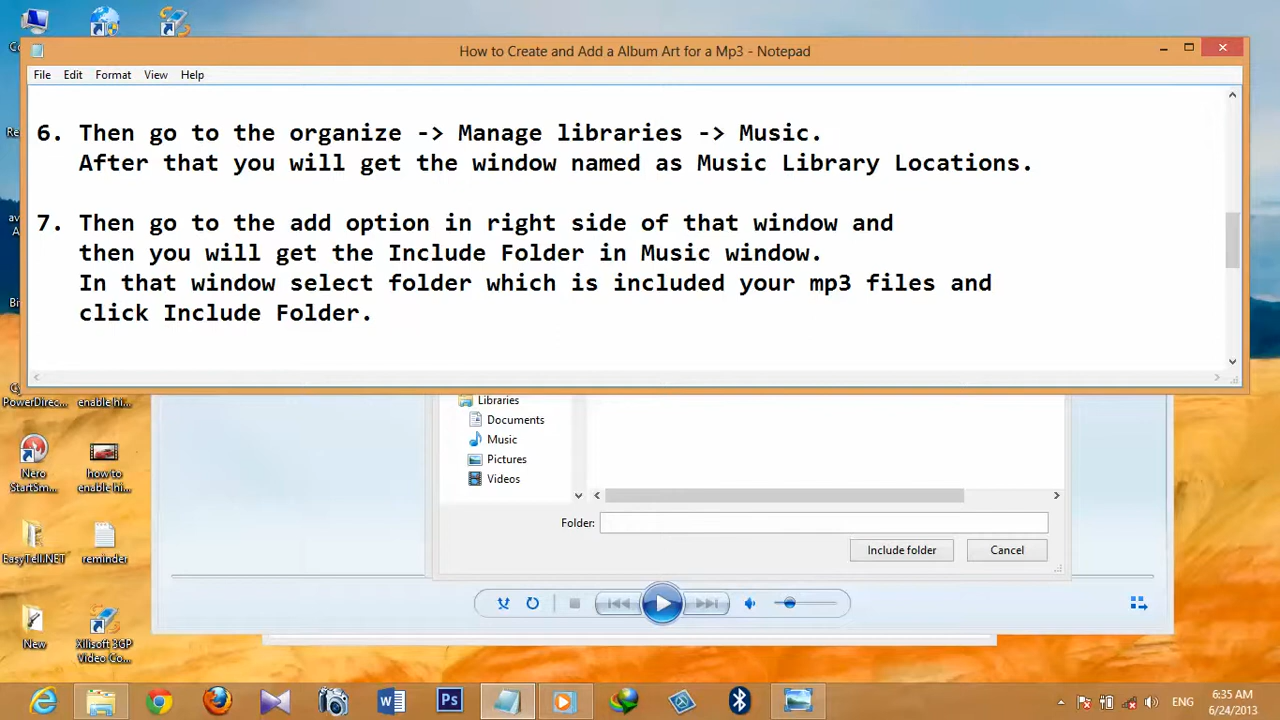 How to Create and Add a Album Art for a Mp3 - Notepad
File Edit Format View Help
6. Then go to the organize -> Manage libraries -> Music.
After that you will get the window named as Music Library Locations.
7. Then go to the add option in right side of that window and
then you will get the Include Folder in Music window.
In that window select folder which is included your mp3 files and
click Include Folder.
Libraries
Documents
Music
Pictures
Videos
Folder:
Include folder Cancel
PowerDirec... enable hi...
Nero
StartSm...
how to
enable hi...
EasyTell.NET reminder
New
Xilisoft 3GP
Video Co...
Ps
ENG
6:35 AM
6/24/2013